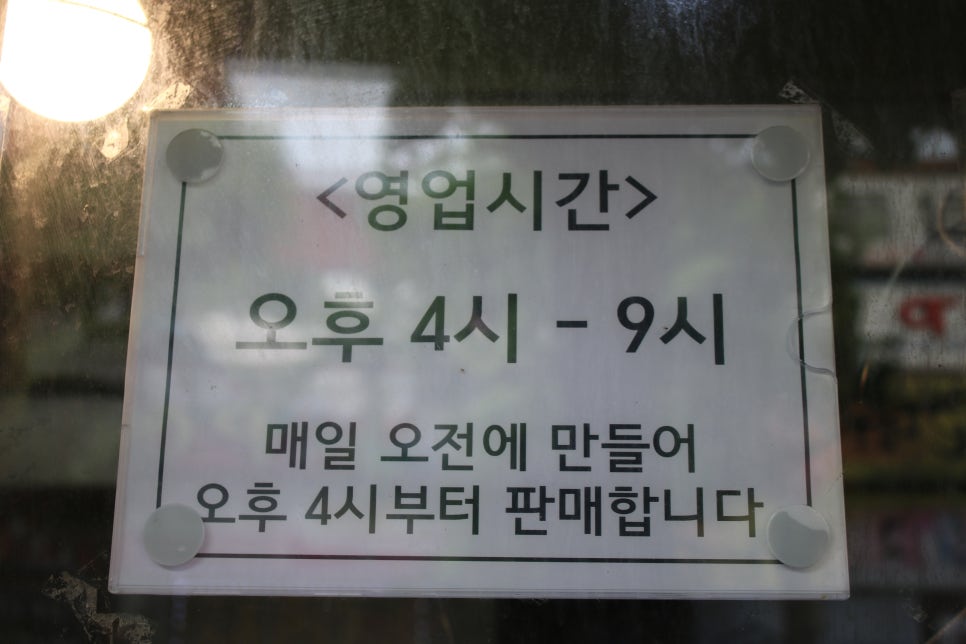 <영업시간>
오후 4시 - 9시
매일 오전에 만들어
오후 4시부터 판매합니다